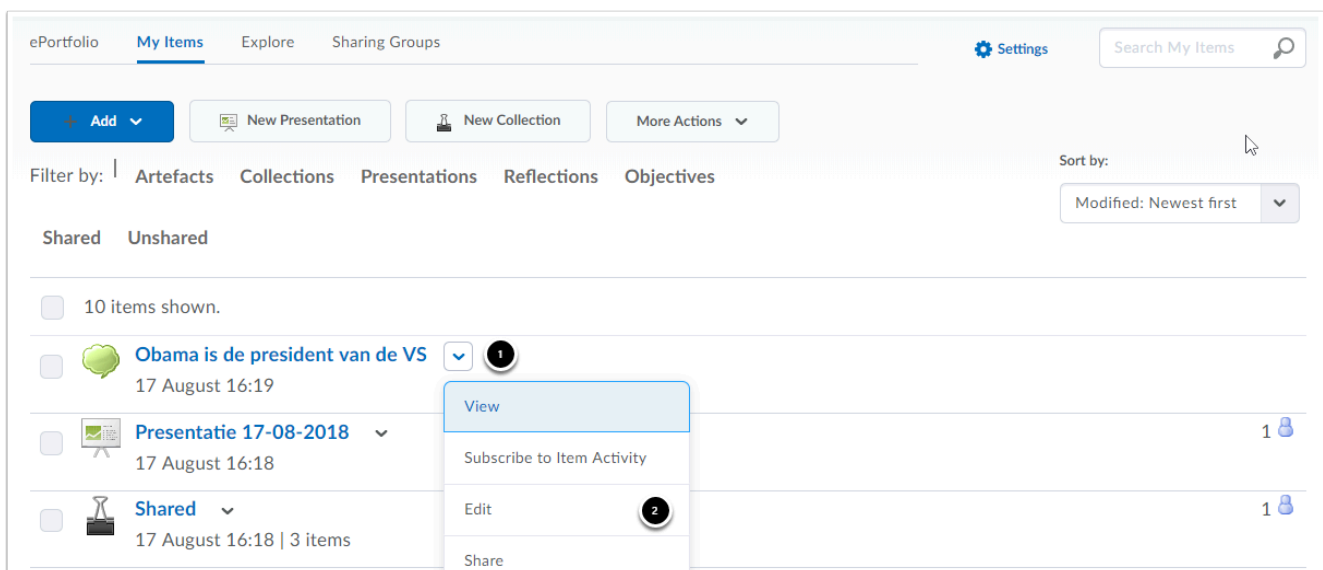 ePortfolio My Items Explore Sharing Groups Settings Search My Items
+ Add New Presentation New Collection More Actions
Sort by:
Filter by: Artefacts Collections Presentations Reflections Objectives
Modified: Newest first
Shared Unshared
10 items shown.
Obama is de president van de VS 1
17 August 16:19
View
Presentatie 17-08-2018 1
17 August 16:18
Subscribe to Item Activity
Shared Edit 2 1
17 August 16:18 | 3 items
Share